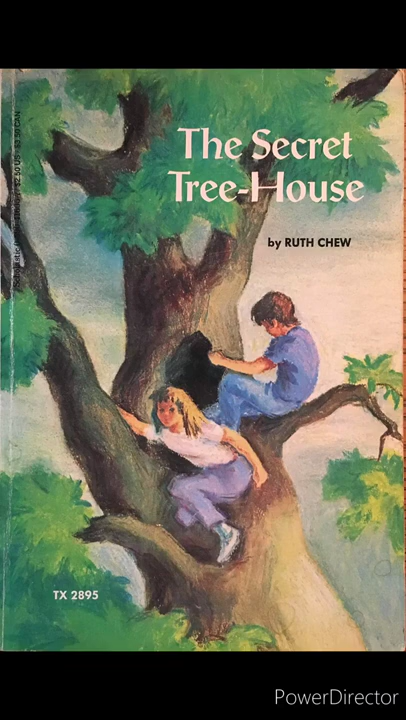 The Secret
Tree-House
by RUTH CHEW
TX 2895
PowerDirector